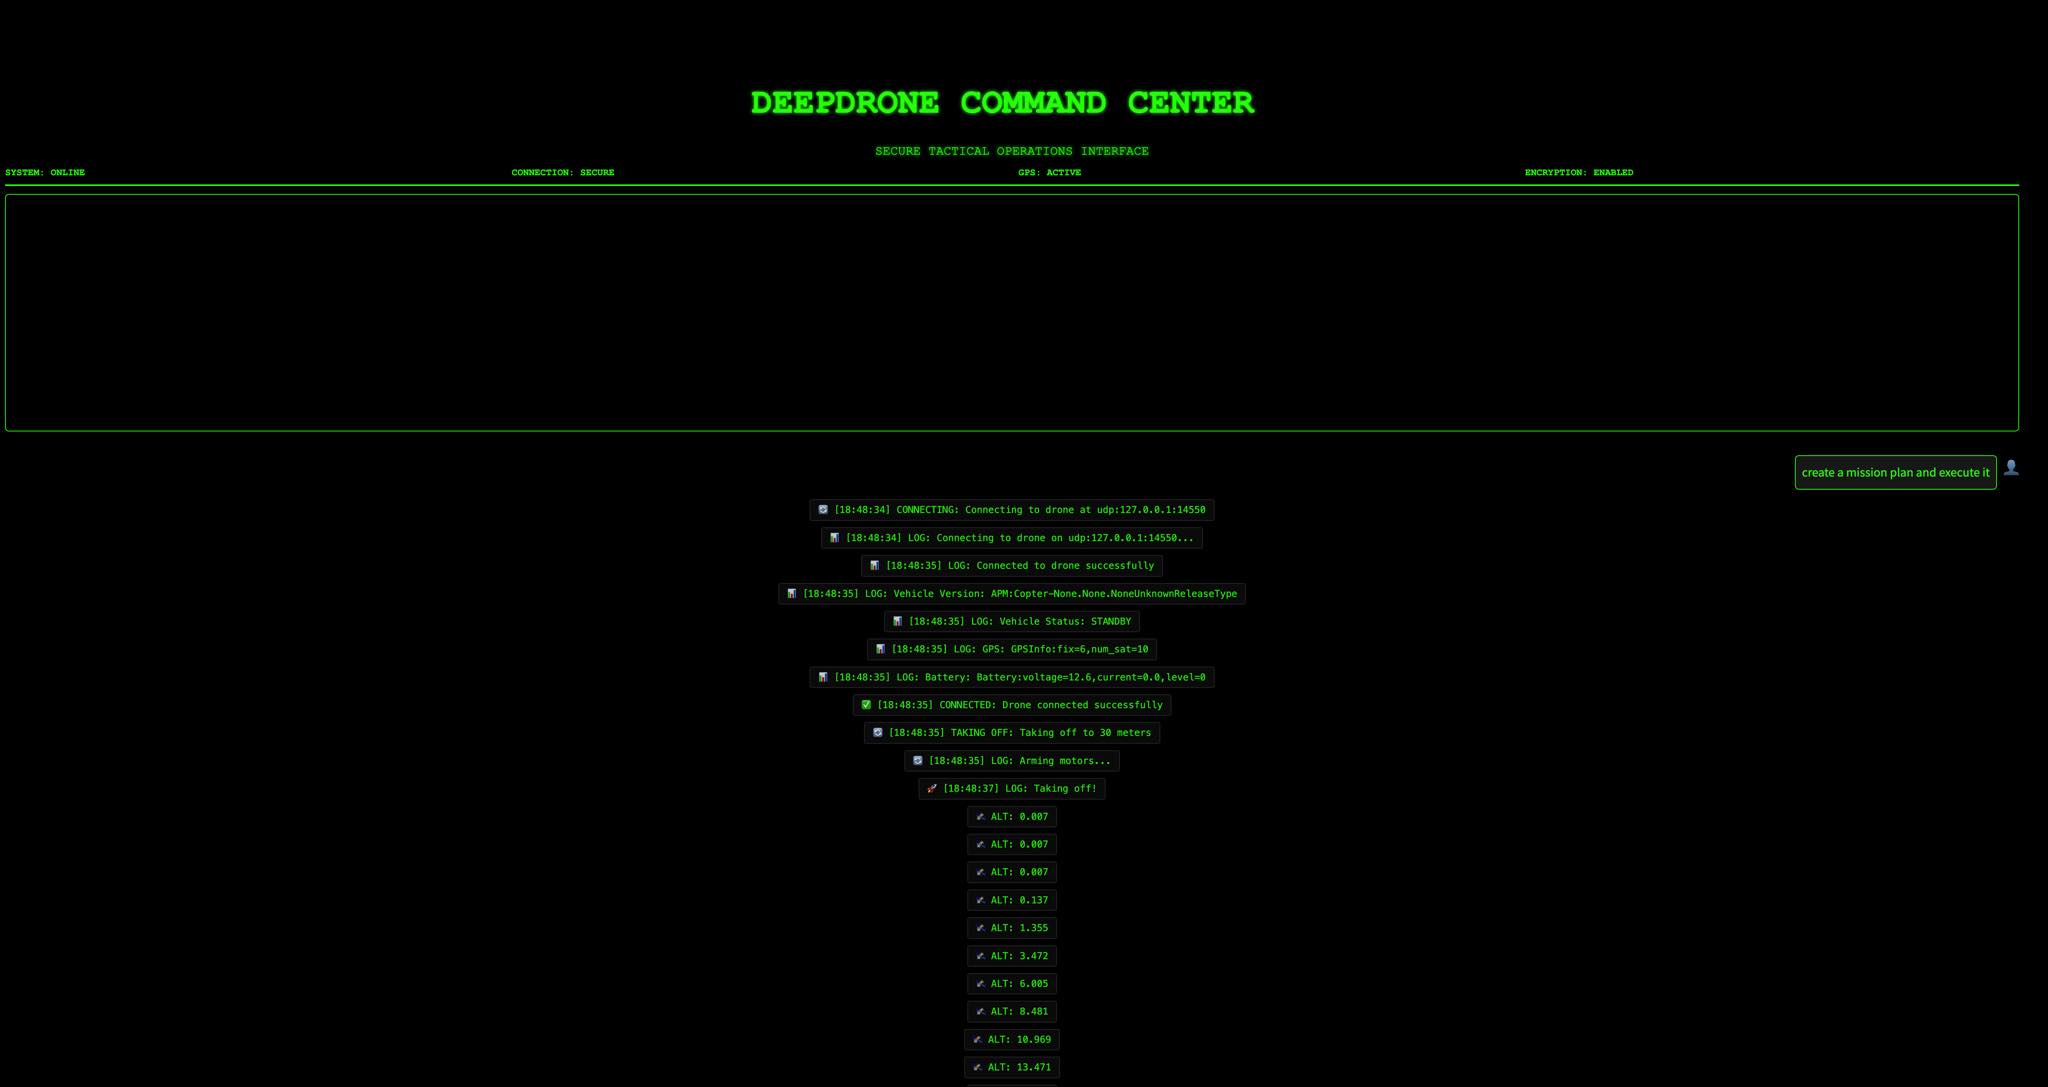 DEEPDRONE COMMAND CENTER
SECURE TACTICAL OPERATIONS INTERFACE
SYSTEM: ONLINE
CONNECTION: SECURE
GPS: ACTIVE
ENCRYPTION: ENABLED
create a mission plan and execute it
[18:48:34] CONNECTING: Connecting to drone at udp:127.0.0.1:14550
[18:48:34] LOG: Connecting to drone on udp:127.0.0.1:14550...
[18:48:35] LOG: Connected to drone successfully
[18:48:35] LOG: Vehicle Version: APM:Copter-None.None.NoneUnknownReleaseType
[18:48:35] LOG: Vehicle Status: STANDBY
[18:48:35] LOG: GPS: GPSInfo:fix=6,num_sat=10
[18:48:35] LOG: Battery: Battery:voltage=12.6,current=0.0,level=0
[18:48:35] CONNECTED: Drone connected successfully
[18:48:35] TAKING OFF: Taking off to 30 meters
[18:48:35] LOG: Arming motors...
[18:48:37] LOG: Taking off!
ALT: 0.007
ALT: 0.007
ALT: 0.007
ALT: 0.137
ALT: 1.355
ALT: 3.472
ALT: 6.005
ALT: 8.481
ALT: 10.969
ALT: 13.471